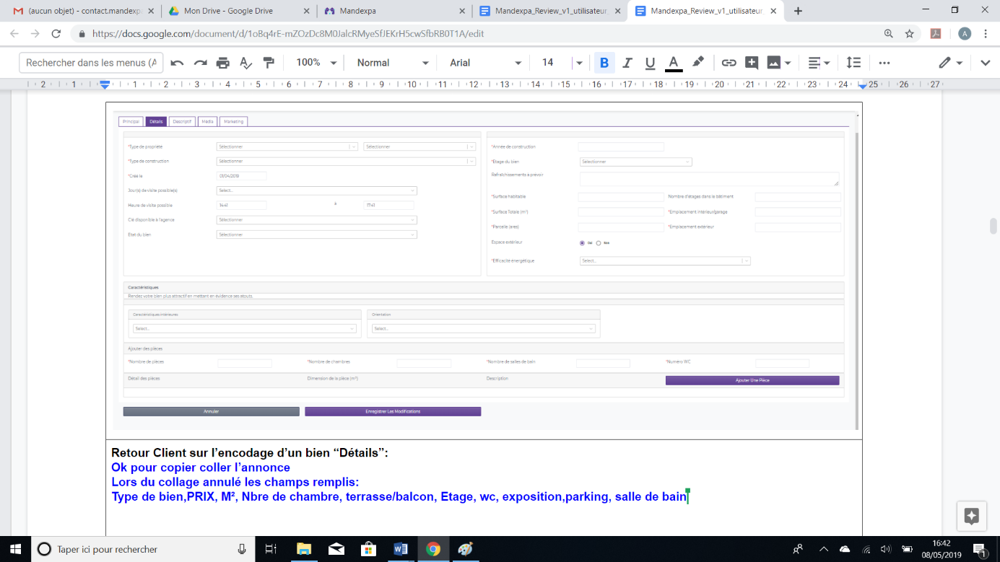 (aucun objet) - contact.mandexpa
Mon Drive - Google Drive
Mandexpa
Mandexpa_Review_v1_utilisateur
Mandexpa_Review_v1_utilisateur
https://docs.google.com/document/d/1oBq4rE-mZOzDc8M0JalcRMyeSfJEKrH5cwSfbRB0T1A/edit
A
Rechercher dans les menus (A
100%
Normal
Arial
14
B I U A
2 1 1 2 3 4 5 6 7 8 9 10 11 12 13 14 15 16 17 18 19 20 21 22 23 24 25 26 27
Principal Détails Descriptif Média Marketing
*Type de propriété Sélectionner Sélectionner
*Type de construction Sélectionner
*Crée le 01/04/2019
Jour(s) de visite possible(s) Select...
Heure de visite possible 14:41 à 17:41
Clé disponible à l'agence Sélectionner
Etat du bien Sélectionner
*Année de construction
*Etage du bien Sélectionner
Rafraîchissements a prévoir
*Surface habitable Nombre d'étages dans le bâtiment
*Surface Totale (m²) *Emplacement intérieur/garage
*Parcelle (ares) *Emplacement extérieur
Espace extérieur Oui Non
*Efficacité énergétique Select...
Caractéristiques
Rendez votre bien plus attractif en mettant en évidence ses atouts.
Caractéristiques intérieures Orientation
Select... Select...
Ajouter des pièces
*Nombre de pièces *Nombre de chambres *Nombre de salles de bain *Numéro WC
Détail des pièces Dimension de la pièce (m²) Description Ajouter Une Pièce
Annuler Enregistrer Les Modifications
Retour Client sur l’encodage d’un bien “Détails”:
Ok pour copier coller l’annonce
Lors du collage annulé les champs remplis:
Type de bien,PRIX, M², Nbre de chambre, terrasse/balcon, Etage, wc, exposition,parking, salle de bain
Taper ici pour rechercher
16:42
08/05/2019
1